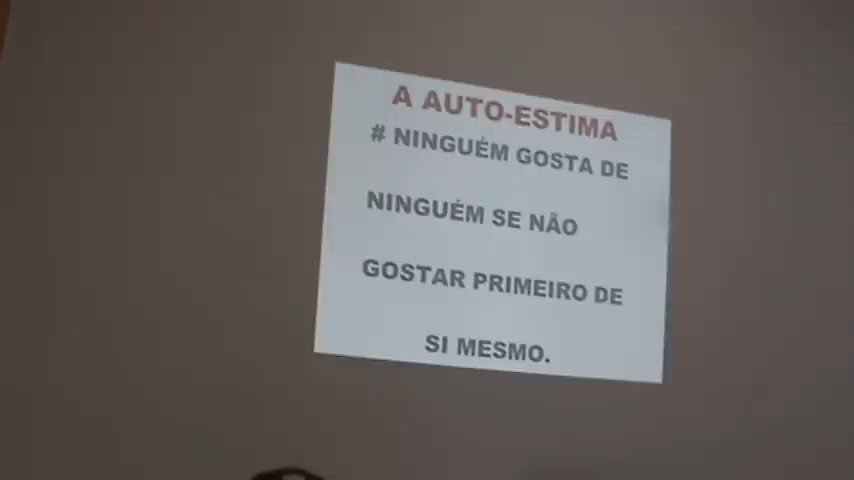 A AUTO-ESTIMA
# NINGUÉM GOSTA DE
NINGUÉM SE NÃO
GOSTAR PRIMEIRO DE
SI MESMO.